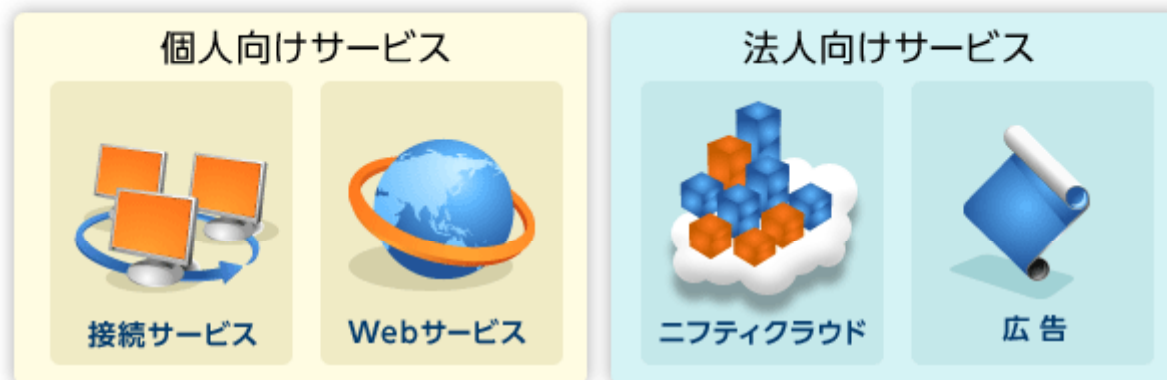 個人向けサービス
接続サービス
Webサービス
法人向けサービス
ニフティクラウド
広告